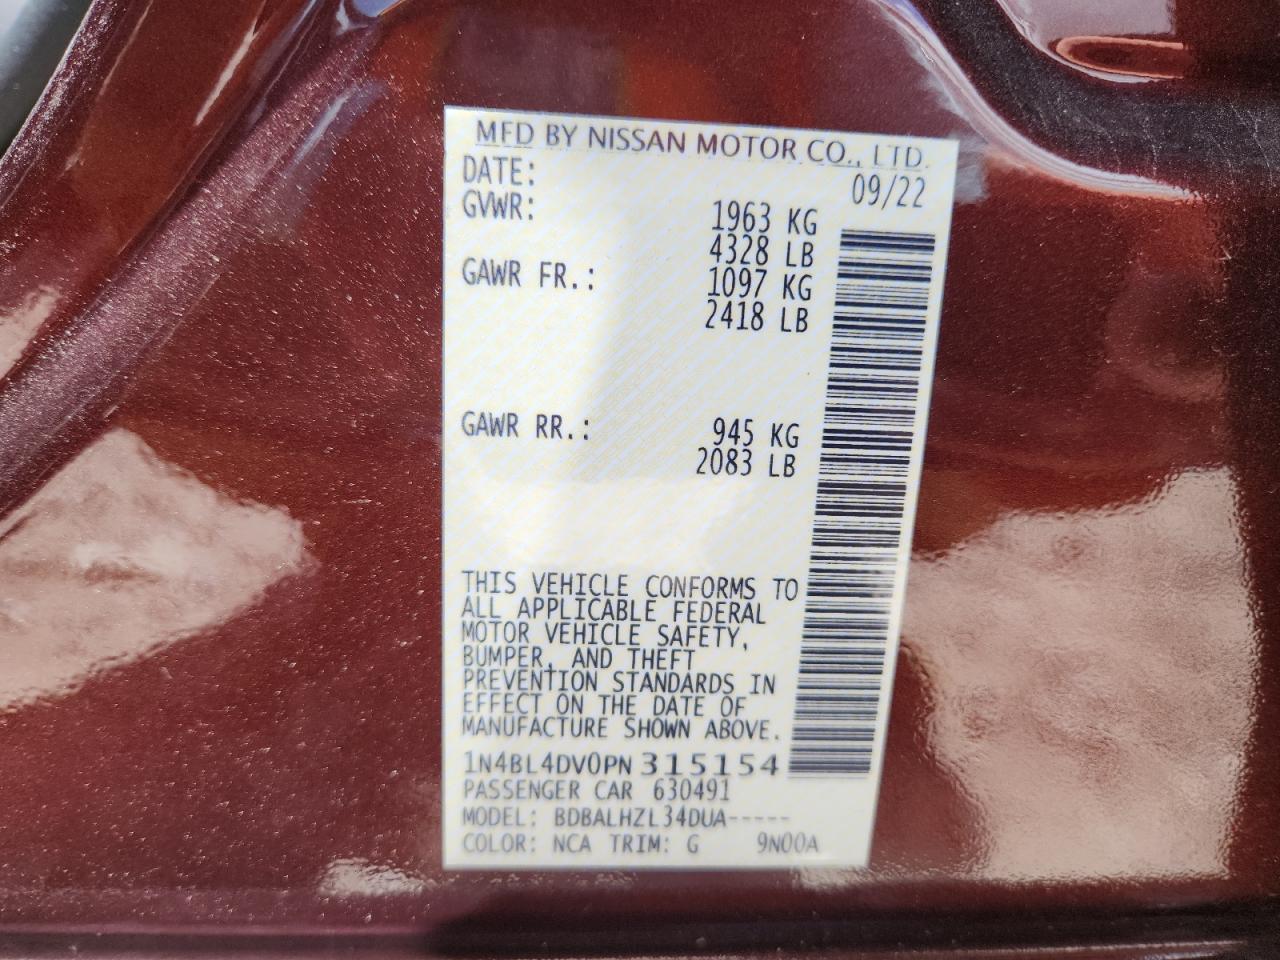 MFD BY NISSAN MOTOR CO., LTD.
DATE: 09/22
GVWR: 1963 KG
4328 LB
GAWR FR.: 1097 KG
2418 LB
GAWR RR.: 945 KG
2083 LB
THIS VEHICLE CONFORMS TO
ALL APPLICABLE FEDERAL
MOTOR VEHICLE SAFETY,
BUMPER, AND THEFT
PREVENTION STANDARDS IN
EFFECT ON THE DATE OF
MANUFACTURE SHOWN ABOVE.
1N4BL4DV0PN315154
PASSENGER CAR 630491
MODEL: BDBALHZL34DUA-----
COLOR: NCA TRIM: G 9N00A